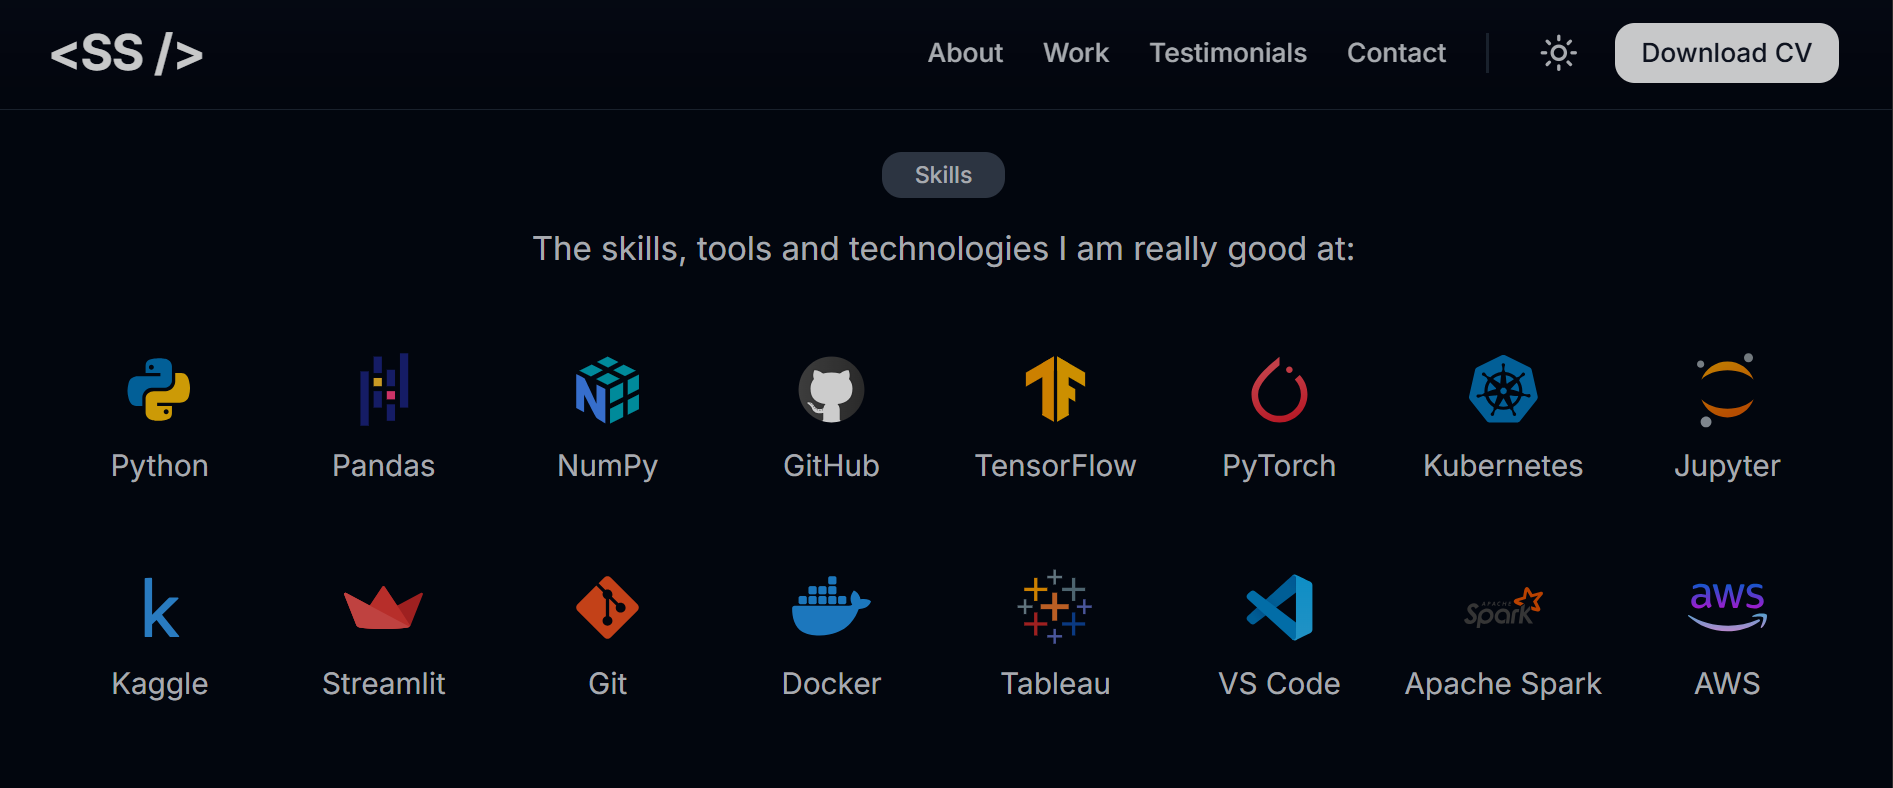 <SS />
About Work Testimonials Contact Download CV
Skills
The skills, tools and technologies I am really good at:
Python Pandas NumPy GitHub TensorFlow PyTorch Kubernetes Jupyter
APACHE
Spark aws
Kaggle Streamlit Git Docker Tableau VS Code Apache Spark AWS